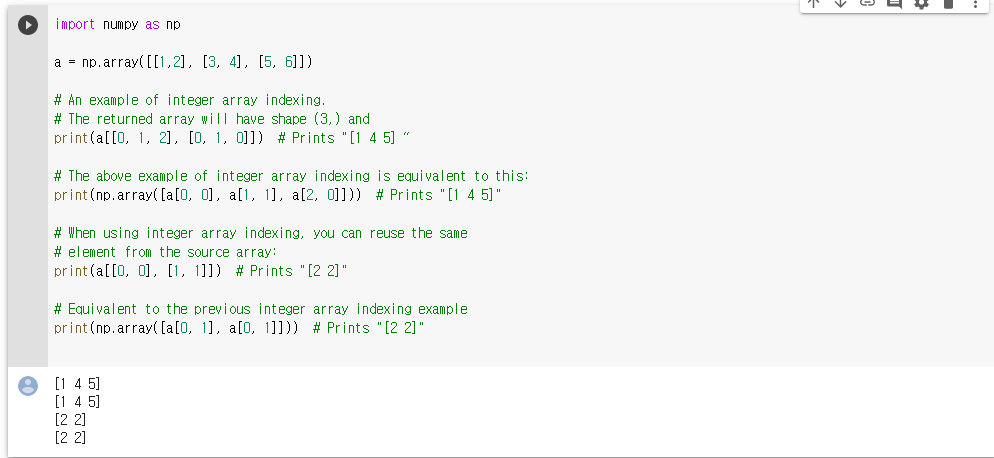 import numpy as np
a = np.array([[1,2], [3, 4], [5, 6]])
# An example of integer array indexing.
# The returned array will have shape (3,) and
print(a[[0, 1, 2], [0, 1, 0]])  # Prints "[1 4 5] “
# The above example of integer array indexing is equivalent to this:
print(np.array([a[0, 0], a[1, 1], a[2, 0]]))  # Prints "[1 4 5]"
# When using integer array indexing, you can reuse the same
# element from the source array:
print(a[[0, 0], [1, 1]])  # Prints "[2 2]"
# Equivalent to the previous integer array indexing example
print(np.array([a[0, 1], a[0, 1]]))  # Prints "[2 2]"
[1 4 5]
[1 4 5]
[2 2]
[2 2]